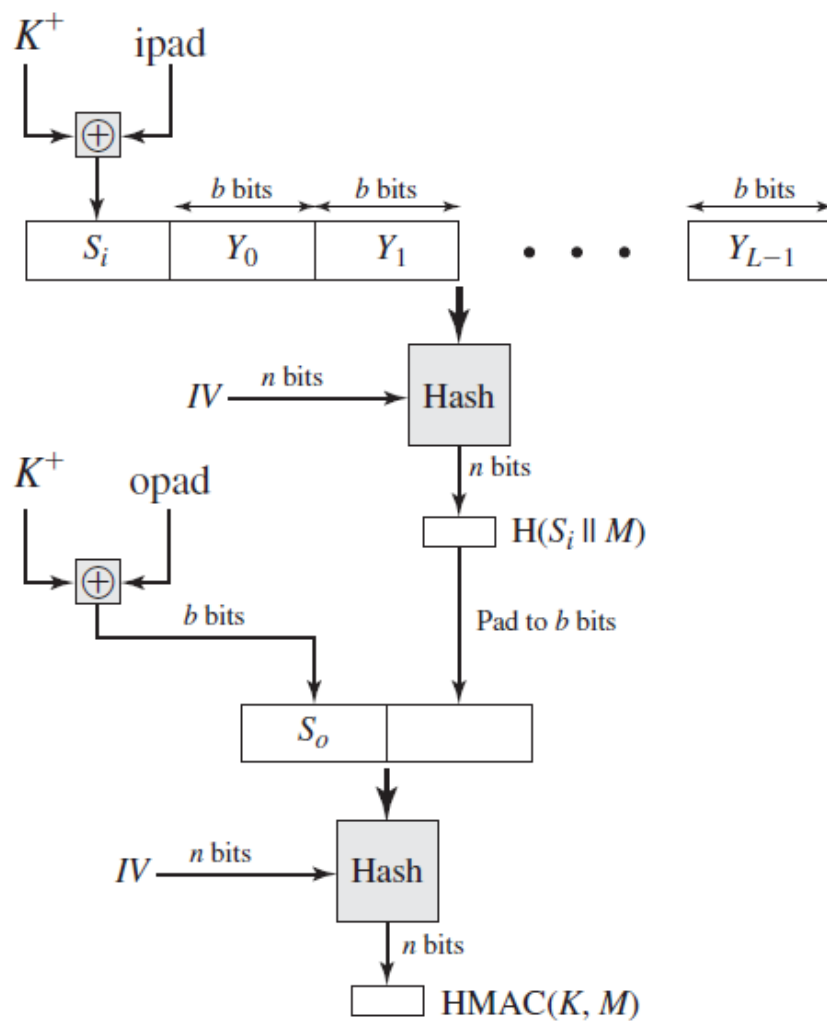 K⁺ ipad
⊕
b bits b bits b bits
Sᵢ Y₀ Y₁ • • • Y_{L−1}
IV n bits Hash
n bits
H(Sᵢ || M)
K⁺ opad
⊕
b bits Pad to b bits
Sₒ
IV n bits Hash
n bits
HMAC(K, M)